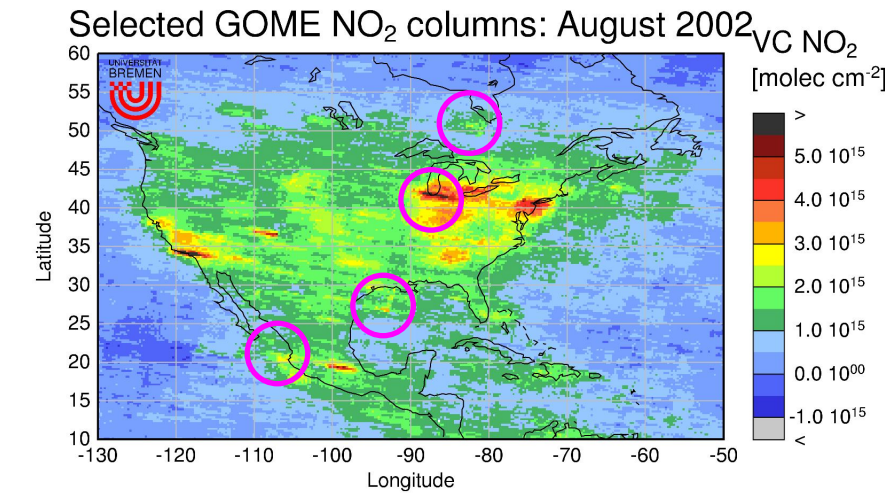 Selected GOME NO₂ columns: August 2002
VC NO₂
[molec cm⁻²]
UNIVERSITÄT
BREMEN
60
55
50
45
40
35
30
25
20
15
10
Latitude
-130 -120 -110 -100 -90 -80 -70 -60 -50
Longitude
>
5.0 10¹⁵
4.0 10¹⁵
3.0 10¹⁵
2.0 10¹⁵
1.0 10¹⁵
0.0 10⁰⁰
-1.0 10¹⁵
<